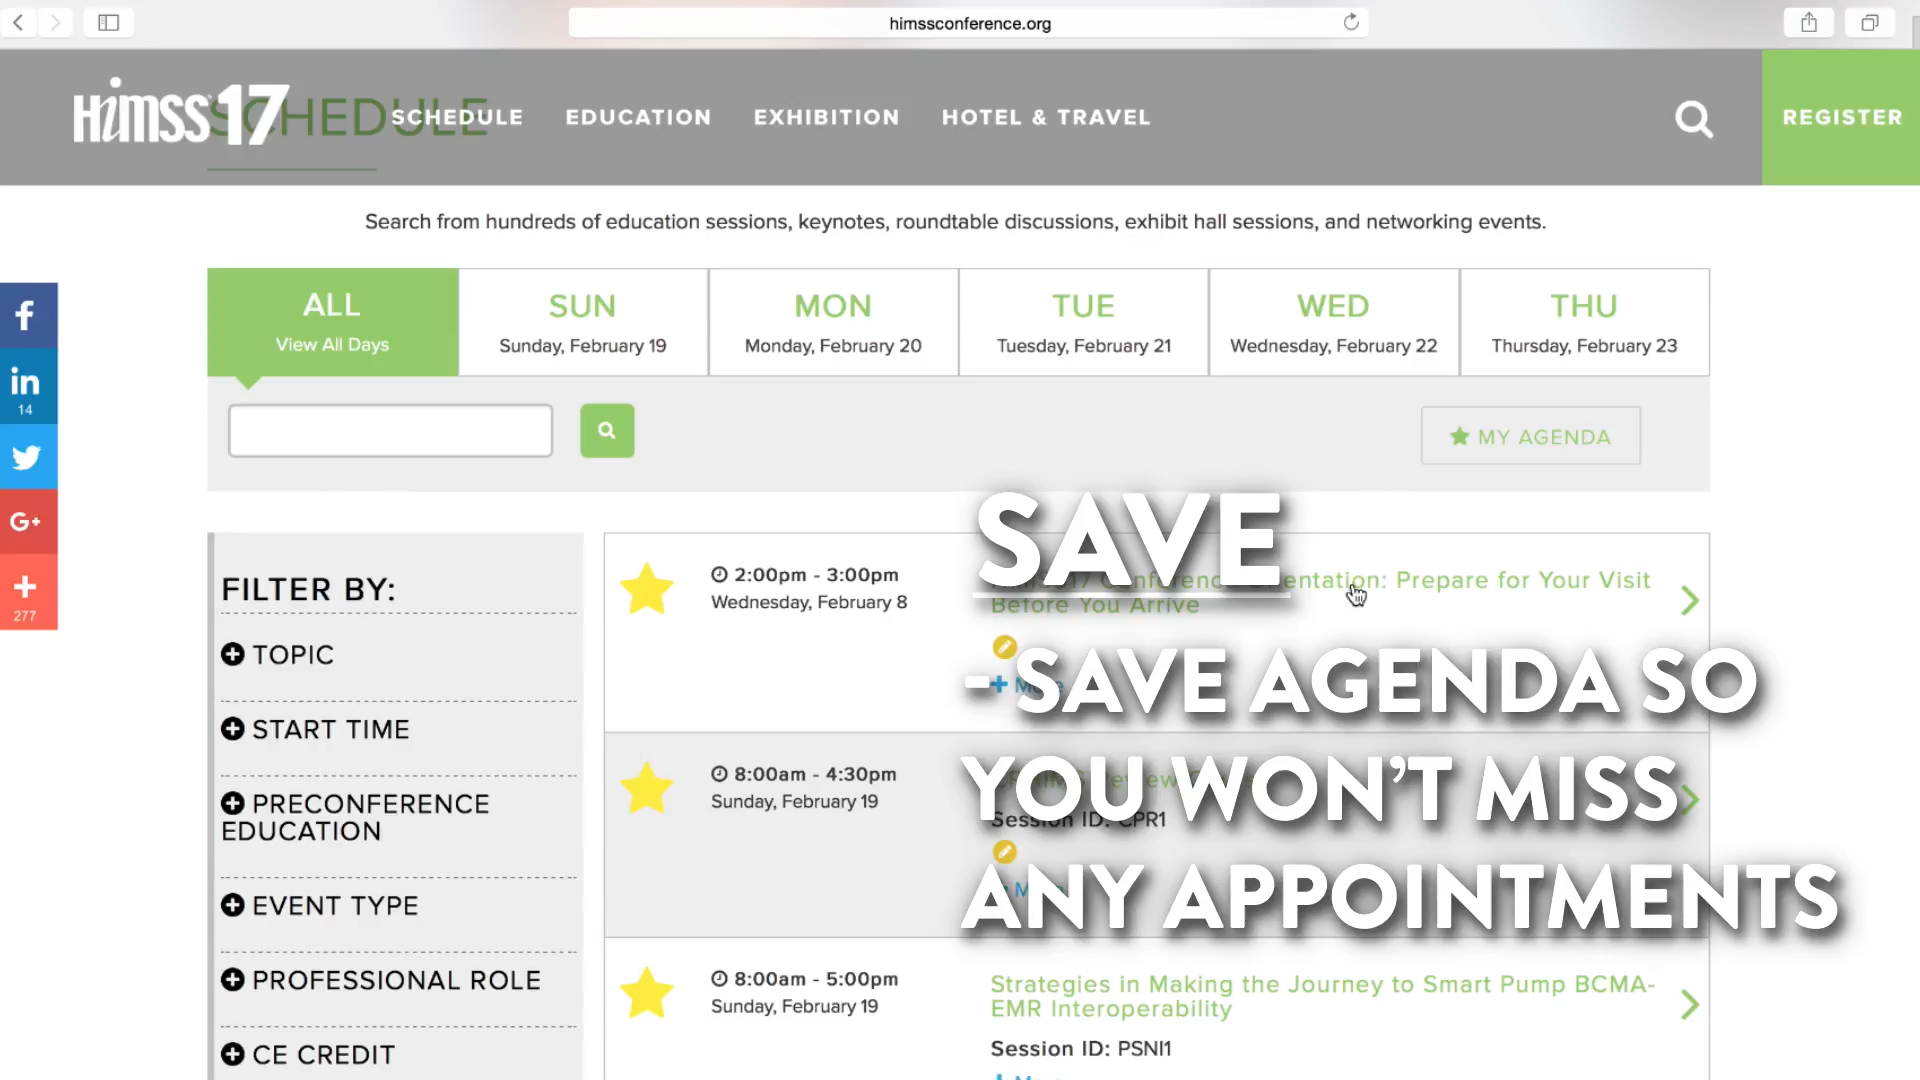 himssconference.org
HIMSS17
SCHEDULE
SCHEDULE EDUCATION EXHIBITION HOTEL & TRAVEL REGISTER
Search from hundreds of education sessions, keynotes, roundtable discussions, exhibit hall sessions, and networking events.
ALL SUN MON TUE WED THU
View All Days Sunday, February 19 Monday, February 20 Tuesday, February 21 Wednesday, February 22 Thursday, February 23
f
in
14
G+
277
MY AGENDA
FILTER BY:
TOPIC
START TIME
PRECONFERENCE
EDUCATION
EVENT TYPE
PROFESSIONAL ROLE
CE CREDIT
2:00pm - 3:00pm
Wednesday, February 8
Prepare for Your Visit
Before You Arrive
8:00am - 4:30pm
Sunday, February 19
Session ID: CPR1
8:00am - 5:00pm
Sunday, February 19
Strategies in Making the Journey to Smart Pump BCMA-
EMR Interoperability
Session ID: PSNI1
SAVE
- SAVE AGENDA SO
YOU WON'T MISS
ANY APPOINTMENTS